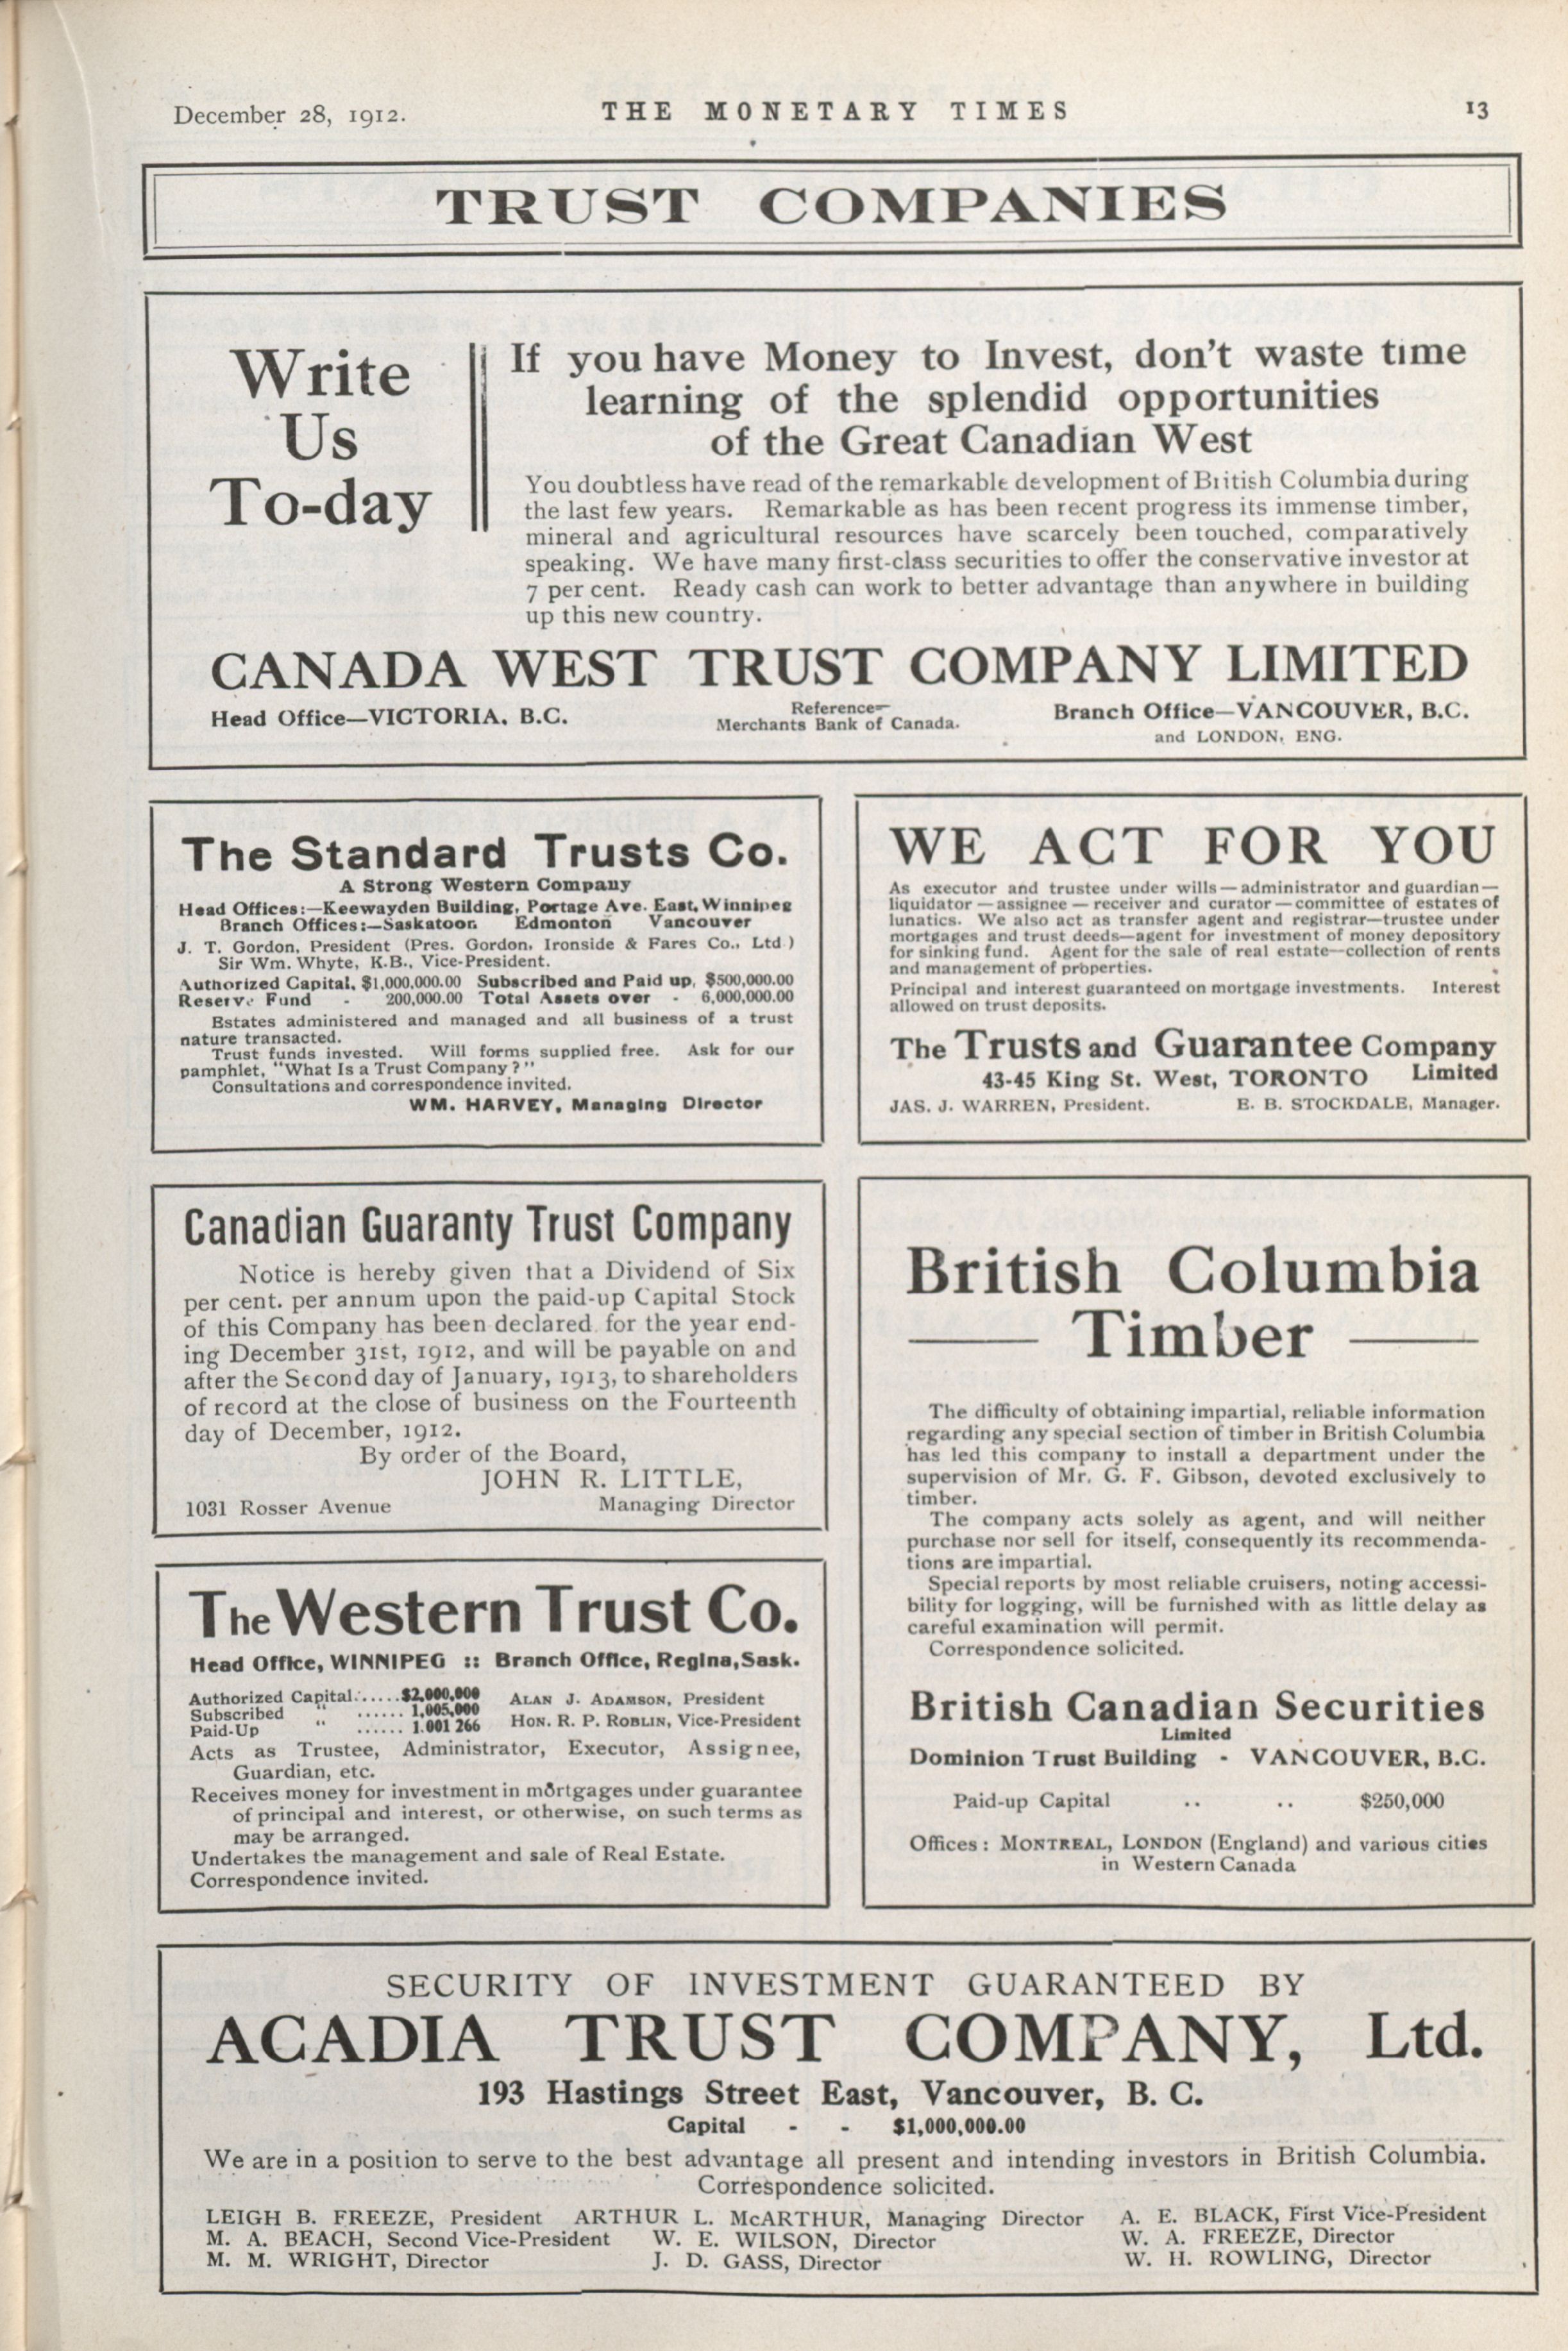 December 28, 1912.
THE MONETARY TIMES
13
TRUST COMPANIES
Write
Us
To-day
If you have Money to Invest, don't waste time
learning of the splendid opportunities
of the Great Canadian West
You doubtless have read of the remarkable development of British Columbia during
the last few years. Remarkable as has been recent progress its immense timber,
mineral and agricultural resources have scarcely been touched, comparatively
speaking. We have many first-class securities to offer the conservative investor at
7 per cent. Ready cash can work to better advantage than anywhere in building
up this new country.
CANADA WEST TRUST COMPANY LIMITED
Head Office—VICTORIA, B.C.
Reference—
Merchants Bank of Canada.
Branch Office—VANCOUVER, B.C.
and LONDON, ENG.
The Standard Trusts Co.
A Strong Western Company
Head Offices:—Keewayden Building, Portage Ave. East, Winnipeg
Branch Offices:—Saskatoon Edmonton Vancouver
J. T. Gordon, President (Pres. Gordon, Ironside & Fares Co., Ltd.)
Sir Wm. Whyte, K.B., Vice-President.
Authorized Capital, $1,000,000.00 Subscribed and Paid up, $500,000.00
Reserve Fund - 200,000.00 Total Assets over - 6,000,000.00
Estates administered and managed and all business of a trust
nature transacted.
Trust funds invested. Will forms supplied free. Ask for our
pamphlet, "What Is a Trust Company?"
Consultations and correspondence invited.
WM. HARVEY, Managing Director
WE ACT FOR YOU
As executor and trustee under wills—administrator and guardian—
liquidator—assignee—receiver and curator—committee of estates of
lunatics. We also act as transfer agent and registrar—trustee under
mortgages and trust deeds—agent for investment of money depository
for sinking fund. Agent for the sale of real estate—collection of rents
and management of properties.
Principal and interest guaranteed on mortgage investments. Interest
allowed on trust deposits.
The Trusts and Guarantee Company
43-45 King St. West, TORONTO Limited
JAS. J. WARREN, President. E. B. STOCKDALE, Manager.
Canadian Guaranty Trust Company
Notice is hereby given that a Dividend of Six
per cent. per annum upon the paid-up Capital Stock
of this Company has been declared for the year end-
ing December 31st, 1912, and will be payable on and
after the Second day of January, 1913, to shareholders
of record at the close of business on the Fourteenth
day of December, 1912.
By order of the Board,
JOHN R. LITTLE,
1031 Rosser Avenue Managing Director
The Western Trust Co.
Head Office, WINNIPEG :: Branch Office, Regina, Sask.
Authorized Capital......$2,000,000
Subscribed " ...... 1,005,000
Paid-Up " ...... 1.001 266
ALAN J. ADAMSON, President
HON. R. P. ROBLIN, Vice-President
Acts as Trustee, Administrator, Executor, Assignee,
Guardian, etc.
Receives money for investment in mortgages under guarantee
of principal and interest, or otherwise, on such terms as
may be arranged.
Undertakes the management and sale of Real Estate.
Correspondence invited.
British Columbia
Timber
The difficulty of obtaining impartial, reliable information
regarding any special section of timber in British Columbia
has led this company to install a department under the
supervision of Mr. G. F. Gibson, devoted exclusively to
timber.
The company acts solely as agent, and will neither
purchase nor sell for itself, consequently its recommenda-
tions are impartial.
Special reports by most reliable cruisers, noting accessi-
bility for logging, will be furnished with as little delay as
careful examination will permit.
Correspondence solicited.
British Canadian Securities
Limited
Dominion Trust Building - VANCOUVER, B.C.
Paid-up Capital .. .. $250,000
Offices: MONTREAL, LONDON (England) and various cities
in Western Canada
SECURITY OF INVESTMENT GUARANTEED BY
ACADIA TRUST COMPANY, Ltd.
193 Hastings Street East, Vancouver, B. C.
Capital - - $1,000,000.00
We are in a position to serve to the best advantage all present and intending investors in British Columbia.
Correspondence solicited.
LEIGH B. FREEZE, President ARTHUR L. McARTHUR, Managing Director A. E. BLACK, First Vice-President
M. A. BEACH, Second Vice-President W. E. WILSON, Director W. A. FREEZE, Director
M. M. WRIGHT, Director J. D. GASS, Director W. H. ROWLING, Director